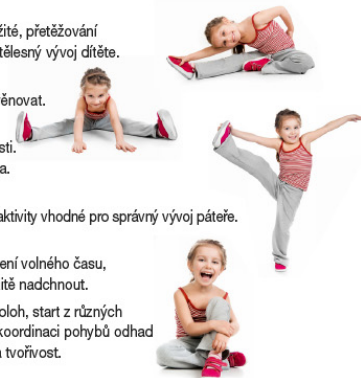 žité, přetěžování
tělesný vývoj dítěte.
ěnovat.
sti.
a.
aktivity vhodné pro správný vývoj páteře.
ení volného času,
itě nadchnout.
oloh, start z různých
koordinaci pohybů odhad
a tvořivost.